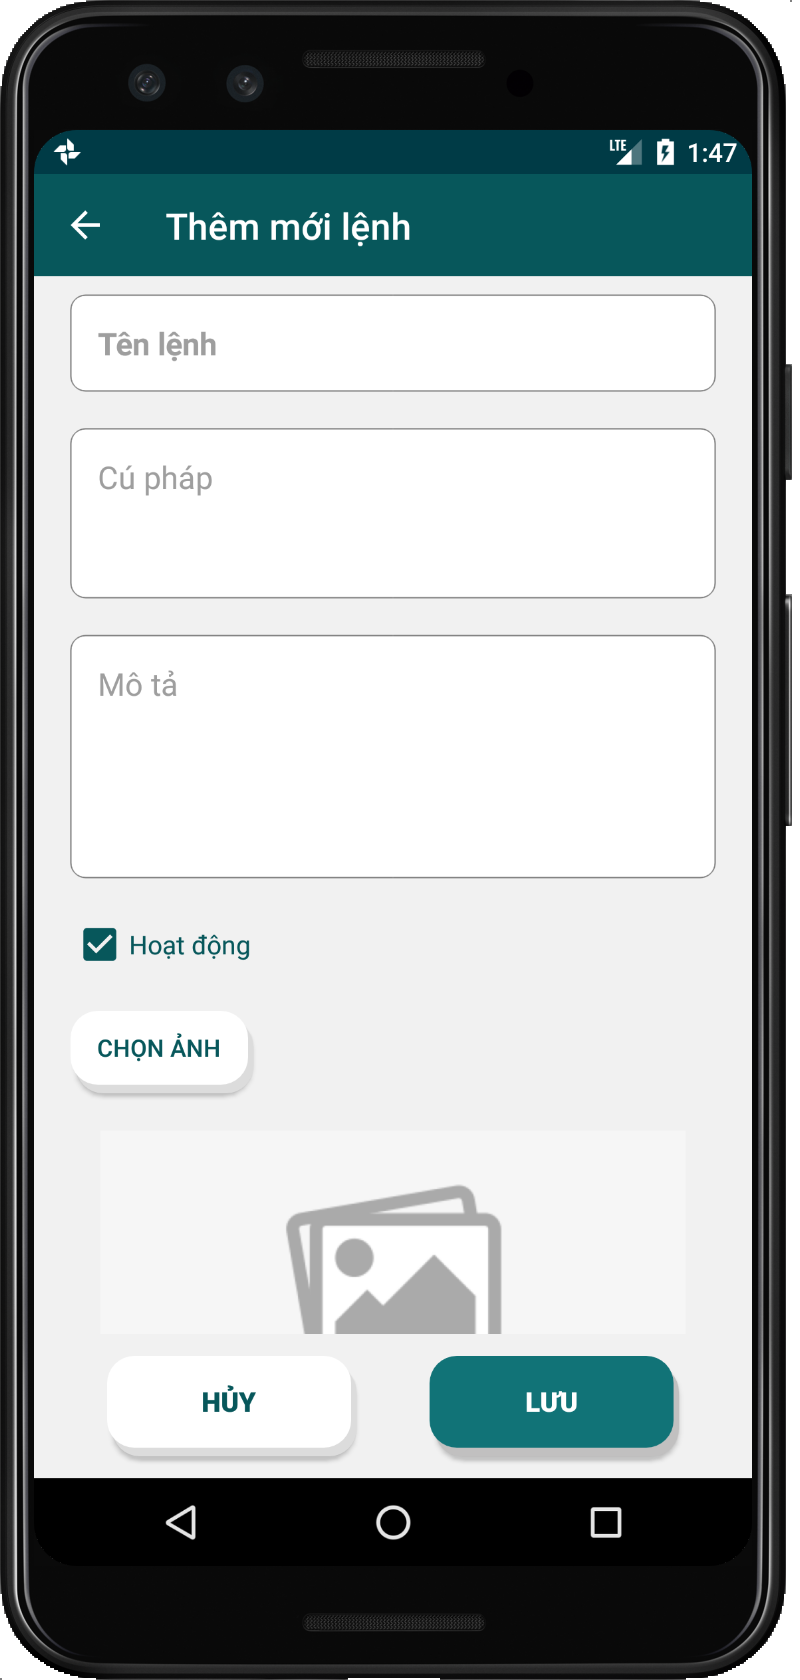 LTE 1:47
Thêm mới lệnh
Tên lệnh
Cú pháp
Mô tả
Hoạt động
CHỌN ẢNH
HỦY LƯU